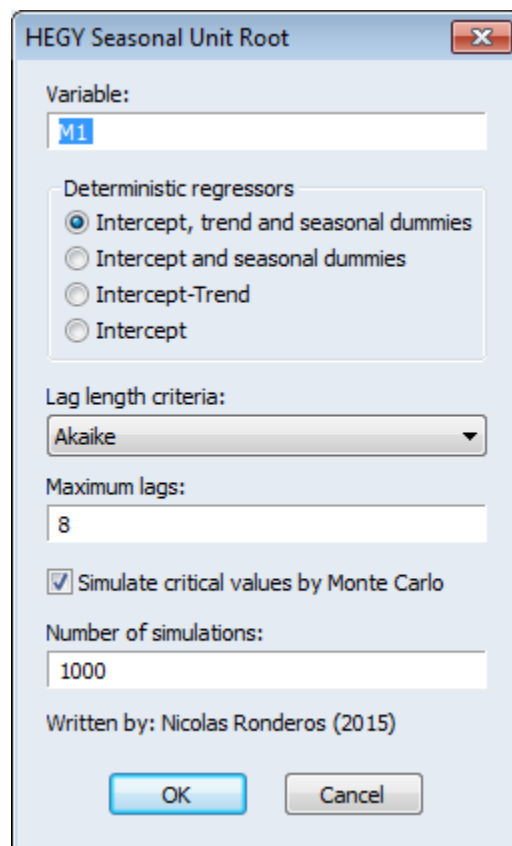 HEGY Seasonal Unit Root
Variable:
M1
Deterministic regressors
Intercept, trend and seasonal dummies
Intercept and seasonal dummies
Intercept-Trend
Intercept
Lag length criteria:
Akaike
Maximum lags:
8
Simulate critical values by Monte Carlo
Number of simulations:
1000
Written by: Nicolas Ronderos (2015)
OK
Cancel